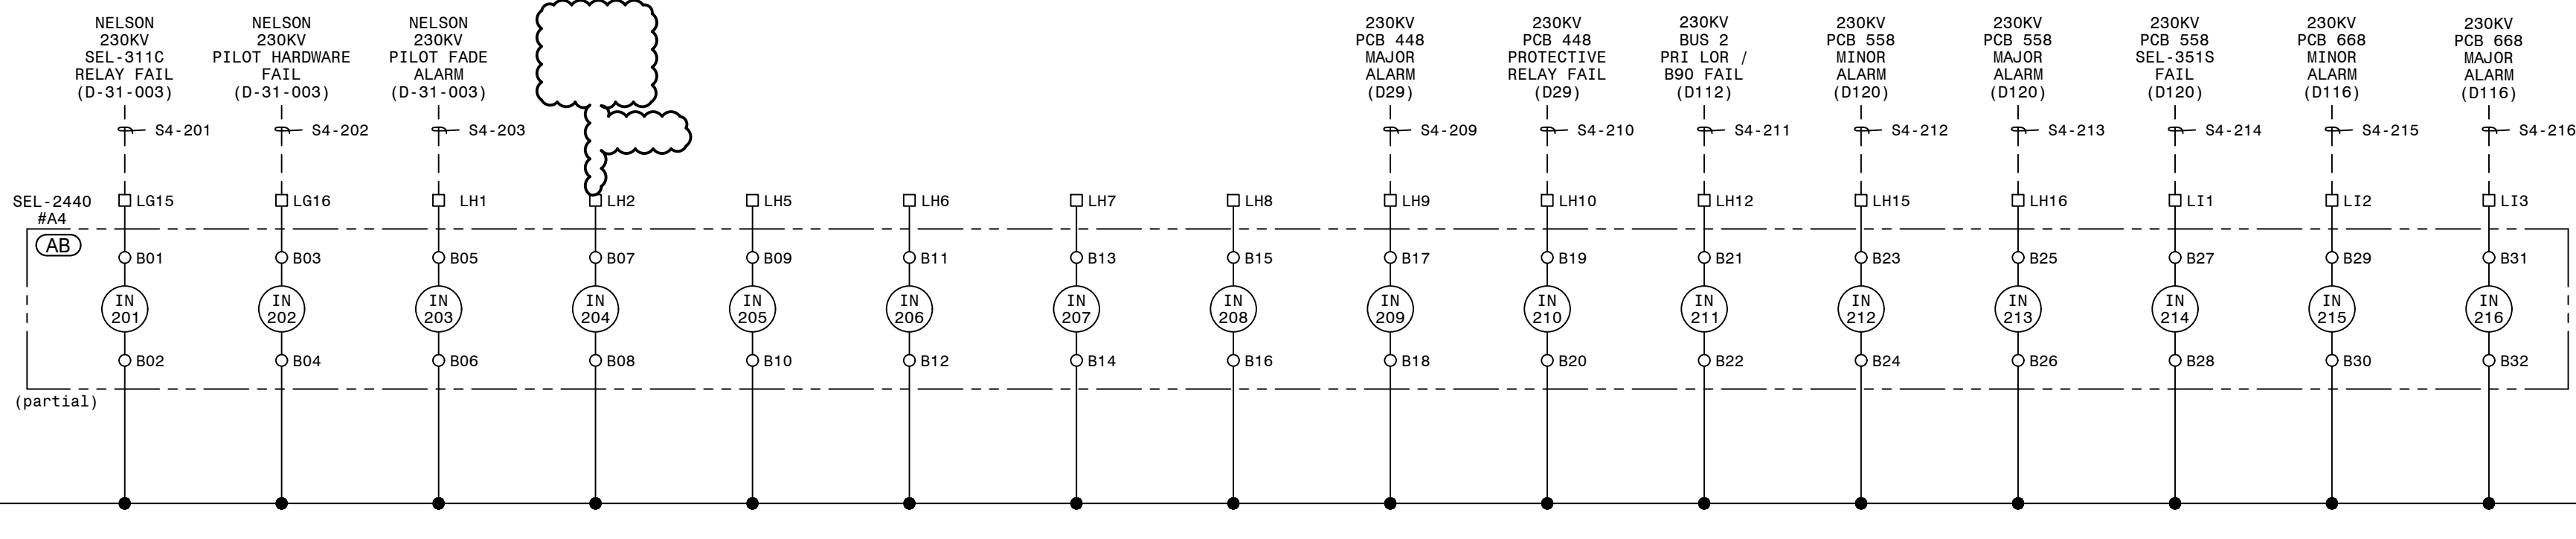 NELSON
230KV
SEL-311C
RELAY FAIL
(D-31-003)
NELSON
230KV
PILOT HARDWARE
FAIL
(D-31-003)
NELSON
230KV
PILOT FADE
ALARM
(D-31-003)
230KV
PCB 448
MAJOR
ALARM
(D29)
230KV
PCB 448
PROTECTIVE
RELAY FAIL
(D29)
230KV
BUS 2
PRI LOR /
B90 FAIL
(D112)
230KV
PCB 558
MINOR
ALARM
(D120)
230KV
PCB 558
MAJOR
ALARM
(D120)
230KV
PCB 558
SEL-351S
FAIL
(D120)
230KV
PCB 668
MINOR
ALARM
(D116)
230KV
PCB 668
MAJOR
ALARM
(D116)
S4-201 S4-202 S4-203 S4-209 S4-210 S4-211 S4-212 S4-213 S4-214 S4-215 S4-216
SEL-2440
#A4
LG15 LG16 LH1 LH2 LH5 LH6 LH7 LH8 LH9 LH10 LH12 LH15 LH16 LI1 LI2 LI3
AB
B01 B03 B05 B07 B09 B11 B13 B15 B17 B19 B21 B23 B25 B27 B29 B31
IN
201
IN
202
IN
203
IN
204
IN
205
IN
206
IN
207
IN
208
IN
209
IN
210
IN
211
IN
212
IN
213
IN
214
IN
215
IN
216
B02 B04 B06 B08 B10 B12 B14 B16 B18 B20 B22 B24 B26 B28 B30 B32
(partial)